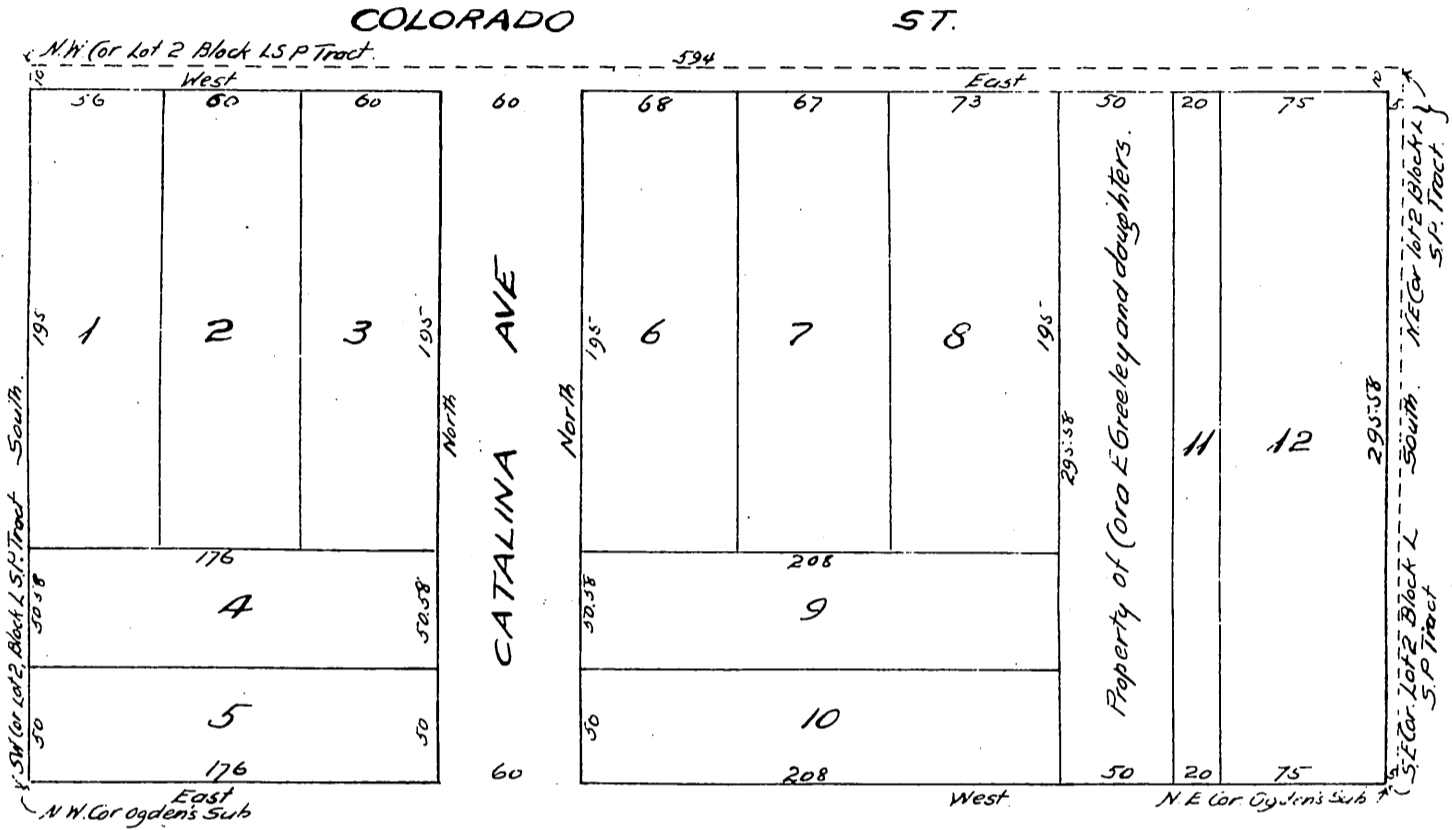 COLORADO ST.
N.W. Cor Lot 2 Block L S P Tract.
594
10
West
East
10
56 60 60 60 68 67 73 50 20 75 5
N.E. Cor lot 2 Block L
S.P. Tract.
1 2 3
195 195
CATALINA AVE
North
North
6 7 8
195 195
295.58
Property of Cora E Greeley and daughters.
11 12
295.58
South.
South.
176
208
4
50.58 50.58
9
50.58
5
50 50
10
50
176 60 208 50 20 75 5
S.W Cor Lot 2, Block L S.P. Tract
S.E Cor. Lot 2 Block L
S.P Tract
East
West
N.W. Cor Ogden's Sub
N.E Cor. Ogden's Sub